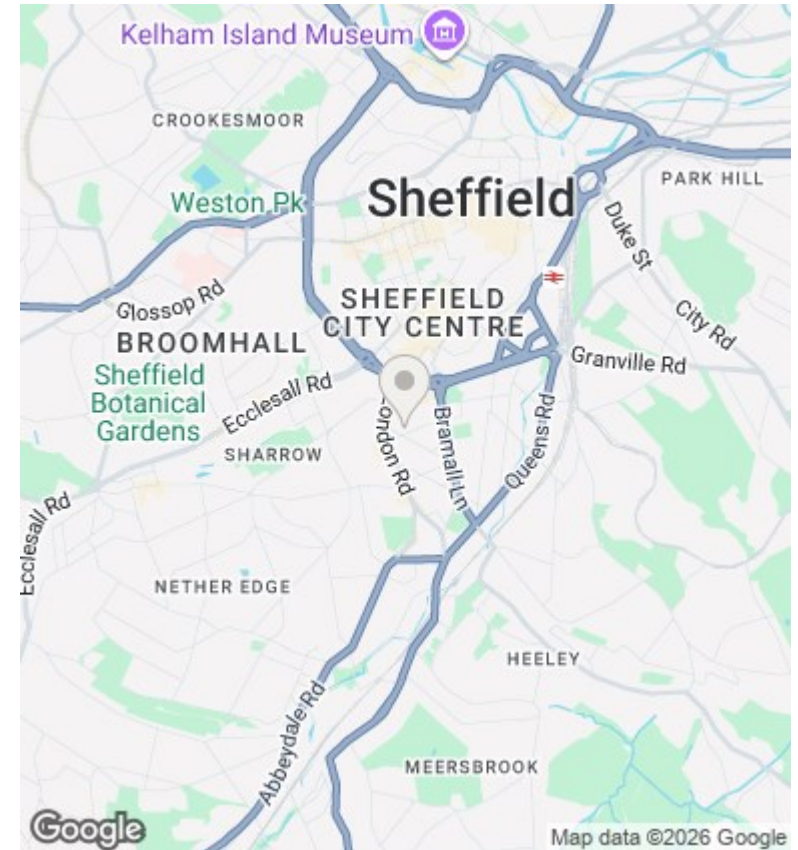 Kelham Island Museum
CROOKESMOOR
PARK HILL
Weston Pk
Sheffield
Duke St
Glossop Rd
SHEFFIELD
CITY CENTRE
City Rd
BROOMHALL
Granville Rd
Sheffield
Botanical
Gardens
Ecclesall Rd
London Rd
Bramall Ln
Queens Rd
SHARROW
Ecclesall Rd
NETHER EDGE
HEELEY
Abbeydale Rd
MEERSBROOK
Google
Map data ©2026 Google